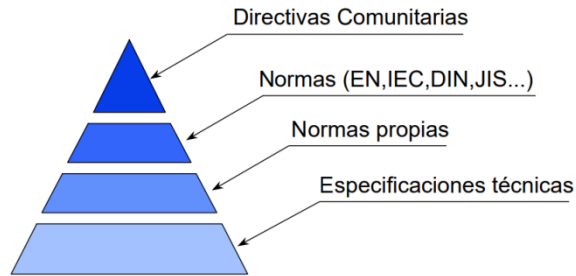 Directivas Comunitarias
Normas (EN,IEC,DIN,JIS...)
Normas propias
Especificaciones técnicas